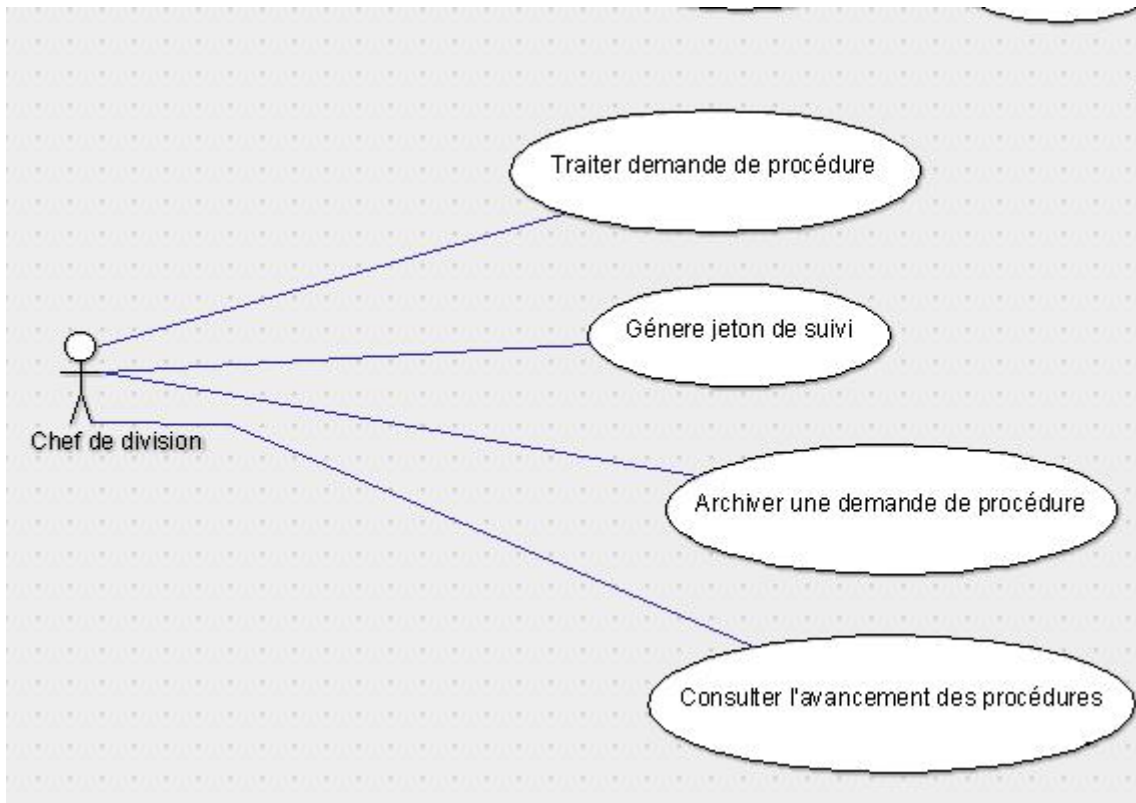 Traiter demande de procédure
Génere jeton de suivi
Chef de division
Archiver une demande de procédure
Consulter l'avancement des procédures